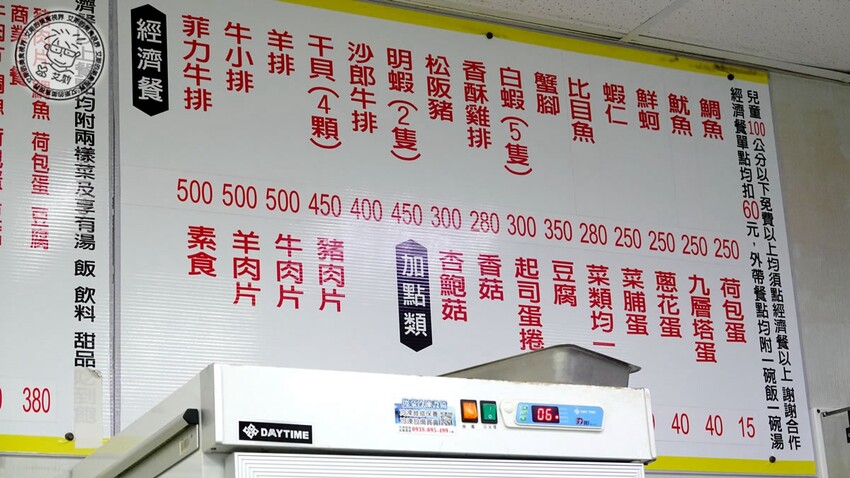 兒童100公分以下免費以上均須點經濟餐以上 謝謝合作
經濟餐單點均扣60元，外帶餐點均附一碗飯一碗湯
經濟餐
菲力牛排
牛小排
羊排
干貝(4顆)
沙郎牛排
明蝦(2隻)
松阪豬
香酥雞排
白蝦(5隻)
蟹腳
比目魚
蝦仁
鮮蚵
魷魚
鯛魚
500 500 500 450 400 450 300 280 300 350 280 250 250 250 250
素食
羊肉片
牛肉片
豬肉片
加點類
杏鮑菇
香菇
起司蛋捲
豆腐
菜類均一
菜脯蛋
蔥花蛋
九層塔蛋
荷包蛋
40 40 15
均附兩樣菜及享有湯 飯 飲料 甜品
荷包蛋
豆腐
380
DAYTIME
06
艾蜜的饗食視界